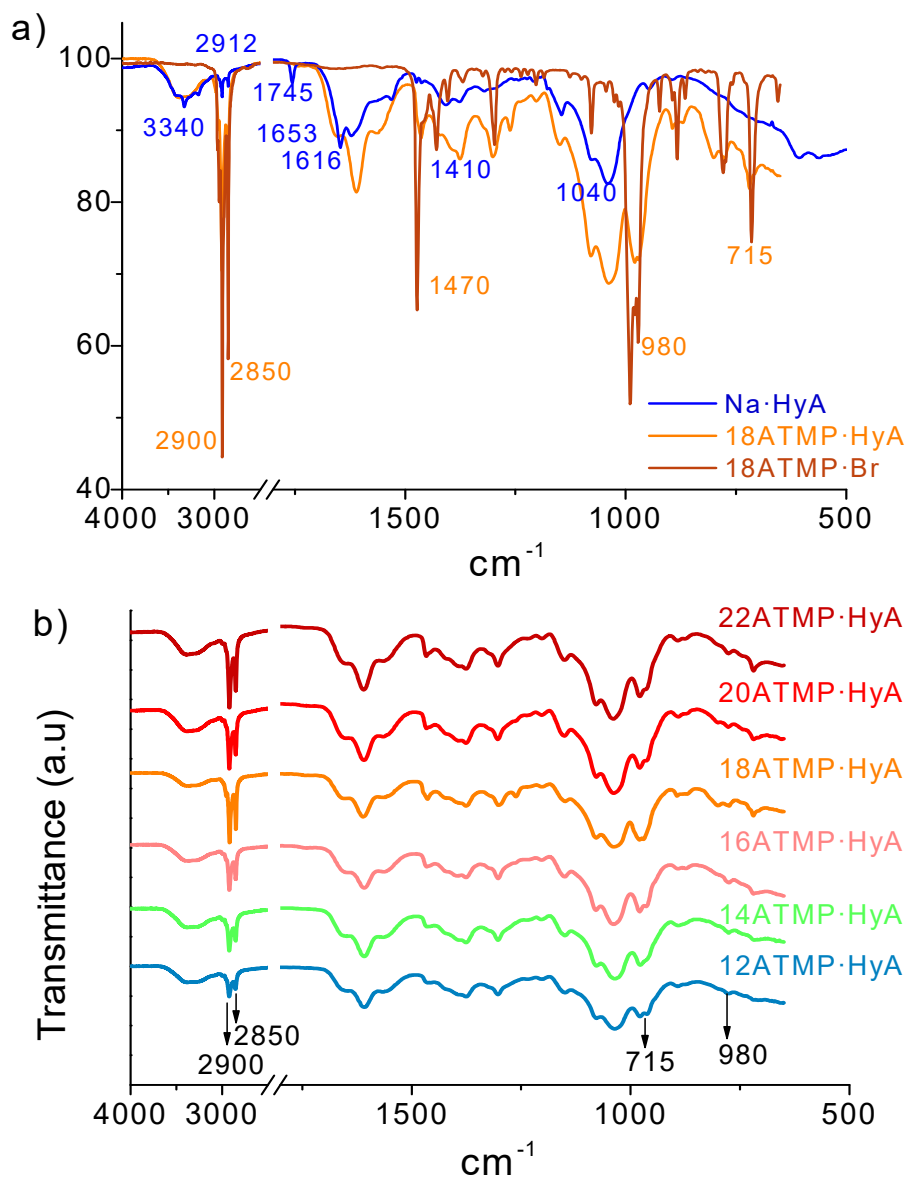 a)
2912
100
1745
3340
1653
1616
1410
1040
80
715
1470
980
2850
60
2900
Na·HyA
18ATMP·HyA
18ATMP·Br
40
4000 3000 1500 1000 500
cm-1
b)
22ATMP·HyA
20ATMP·HyA
18ATMP·HyA
16ATMP·HyA
14ATMP·HyA
12ATMP·HyA
Transmittance (a.u)
2850
2900
715
980
4000 3000 1500 1000 500
cm-1